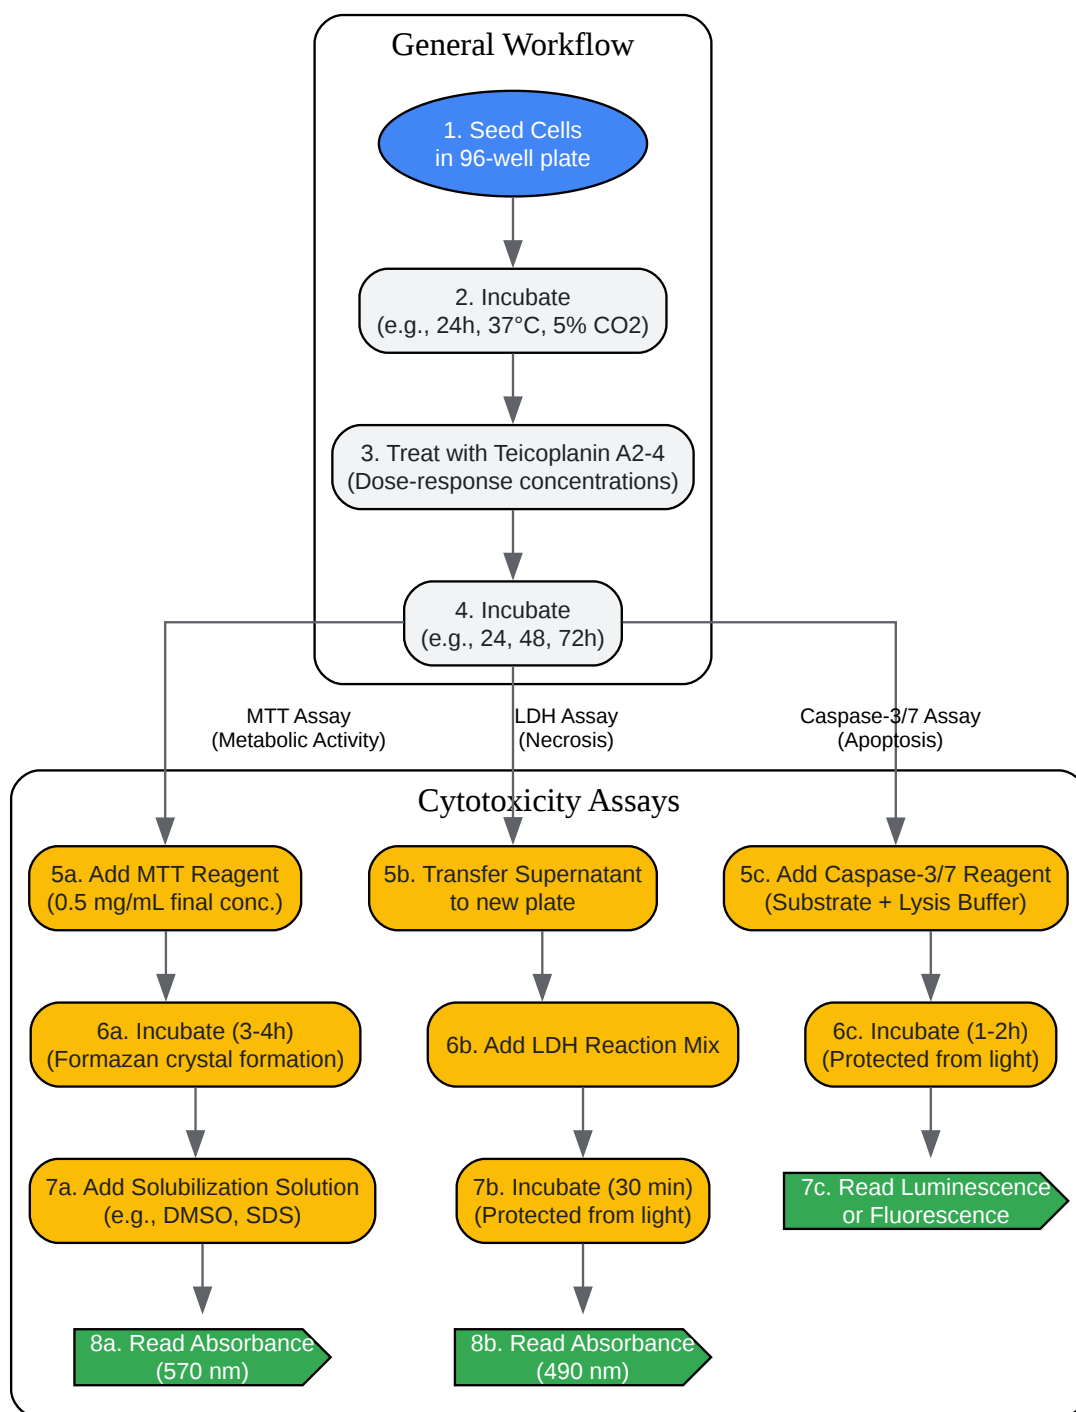 General Workflow
1. Seed Cells
in 96-well plate
2. Incubate
(e.g., 24h, 37°C, 5% CO2)
3. Treat with Teicoplanin A2-4
(Dose-response concentrations)
4. Incubate
(e.g., 24, 48, 72h)
MTT Assay
(Metabolic Activity)
LDH Assay
(Necrosis)
Caspase-3/7 Assay
(Apoptosis)
Cytotoxicity Assays
5a. Add MTT Reagent
(0.5 mg/mL final conc.)
5b. Transfer Supernatant
to new plate
5c. Add Caspase-3/7 Reagent
(Substrate + Lysis Buffer)
6a. Incubate (3-4h)
(Formazan crystal formation)
6b. Add LDH Reaction Mix
6c. Incubate (1-2h)
(Protected from light)
7a. Add Solubilization Solution
(e.g., DMSO, SDS)
7b. Incubate (30 min)
(Protected from light)
7c. Read Luminescence
or Fluorescence
8a. Read Absorbance
(570 nm)
8b. Read Absorbance
(490 nm)